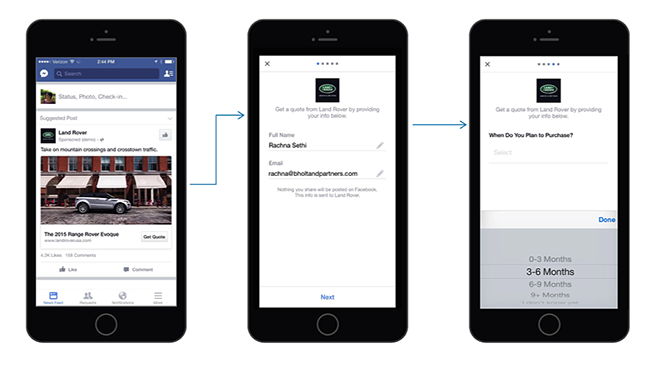 Verizon
2:44 PM
Search
Status, Photo, Check-in...
Suggested Post
Land Rover
Sponsored (demo)
Take on mountain crossings and crosstown traffic.
The 2015 Range Rover Evoque
www.landroverusa.com
Get Quote
4.2K Likes 168 Comments
Like
Comment
News Feed
Requests
Notifications
More
Get a quote from Land Rover by providing
your info below.
Full Name
Rachna Sethi
Email
rachna@bholtandpartners.com
Nothing you share will be posted on Facebook.
This info is sent to Land Rover.
Next
Get a quote from Land Rover by providing
your info below.
When Do You Plan to Purchase?
Select
Done
0-3 Months
3-6 Months
6-9 Months
9+ Months